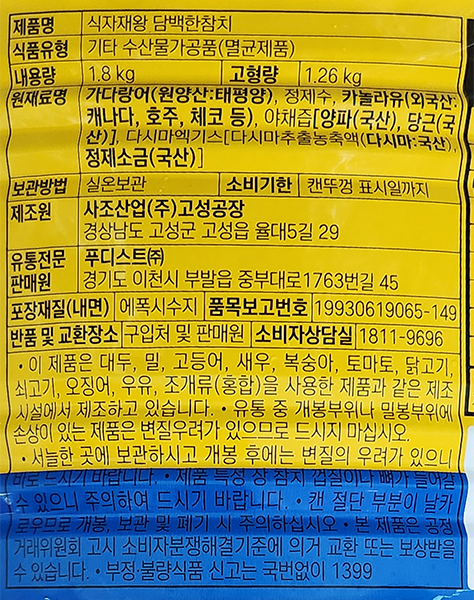 제품명 식자재왕 담백한참치
식품유형 기타 수산물가공품(멸균제품)
내용량 1.8 kg 고형량 1.26 kg
원재료명 가다랑어(원양산:태평양), 정제수, 카놀라유(외국산:
캐나다, 호주, 체코 등), 야채즙[양파(국산), 당근(국
산)], 다시마엑기스[다시마추출농축액(다시마:국산),
정제소금(국산)]
보관방법 실온보관 소비기한 캔뚜껑 표시일까지
제조원 사조산업(주)고성공장
경상남도 고성군 고성읍 율대5길 29
유통전문 푸디스트㈜
판매원 경기도 이천시 부발읍 중부대로1763번길 45
포장재질(내면) 에폭시수지 품목보고번호 19930619065-149
반품 및 교환장소 구입처 및 판매원 소비자상담실 1811-9696
• 이 제품은 대두, 밀, 고등어, 새우, 복숭아, 토마토, 닭고기,
쇠고기, 오징어, 우유, 조개류(홍합)을 사용한 제품과 같은 제조
시설에서 제조하고 있습니다. • 유통 중 개봉부위나 밀봉부위에
손상이 있는 제품은 변질우려가 있으므로 드시지 마십시오.
• 서늘한 곳에 보관하시고 개봉 후에는 변질의 우려가 있으니
바로 드시기 바랍니다. • 제품 특성 상 참치 껍질이나 뼈가 들어갈
수 있으니 주의하여 드시기 바랍니다. • 캔 절단 부분이 날카
로우므로 개봉, 보관 및 폐기 시 주의하십시오 • 본 제품은 공정
거래위원회 고시 소비자분쟁해결기준에 의거 교환 또는 보상받을
수 있습니다. • 부정·불량식품 신고는 국번없이 1399